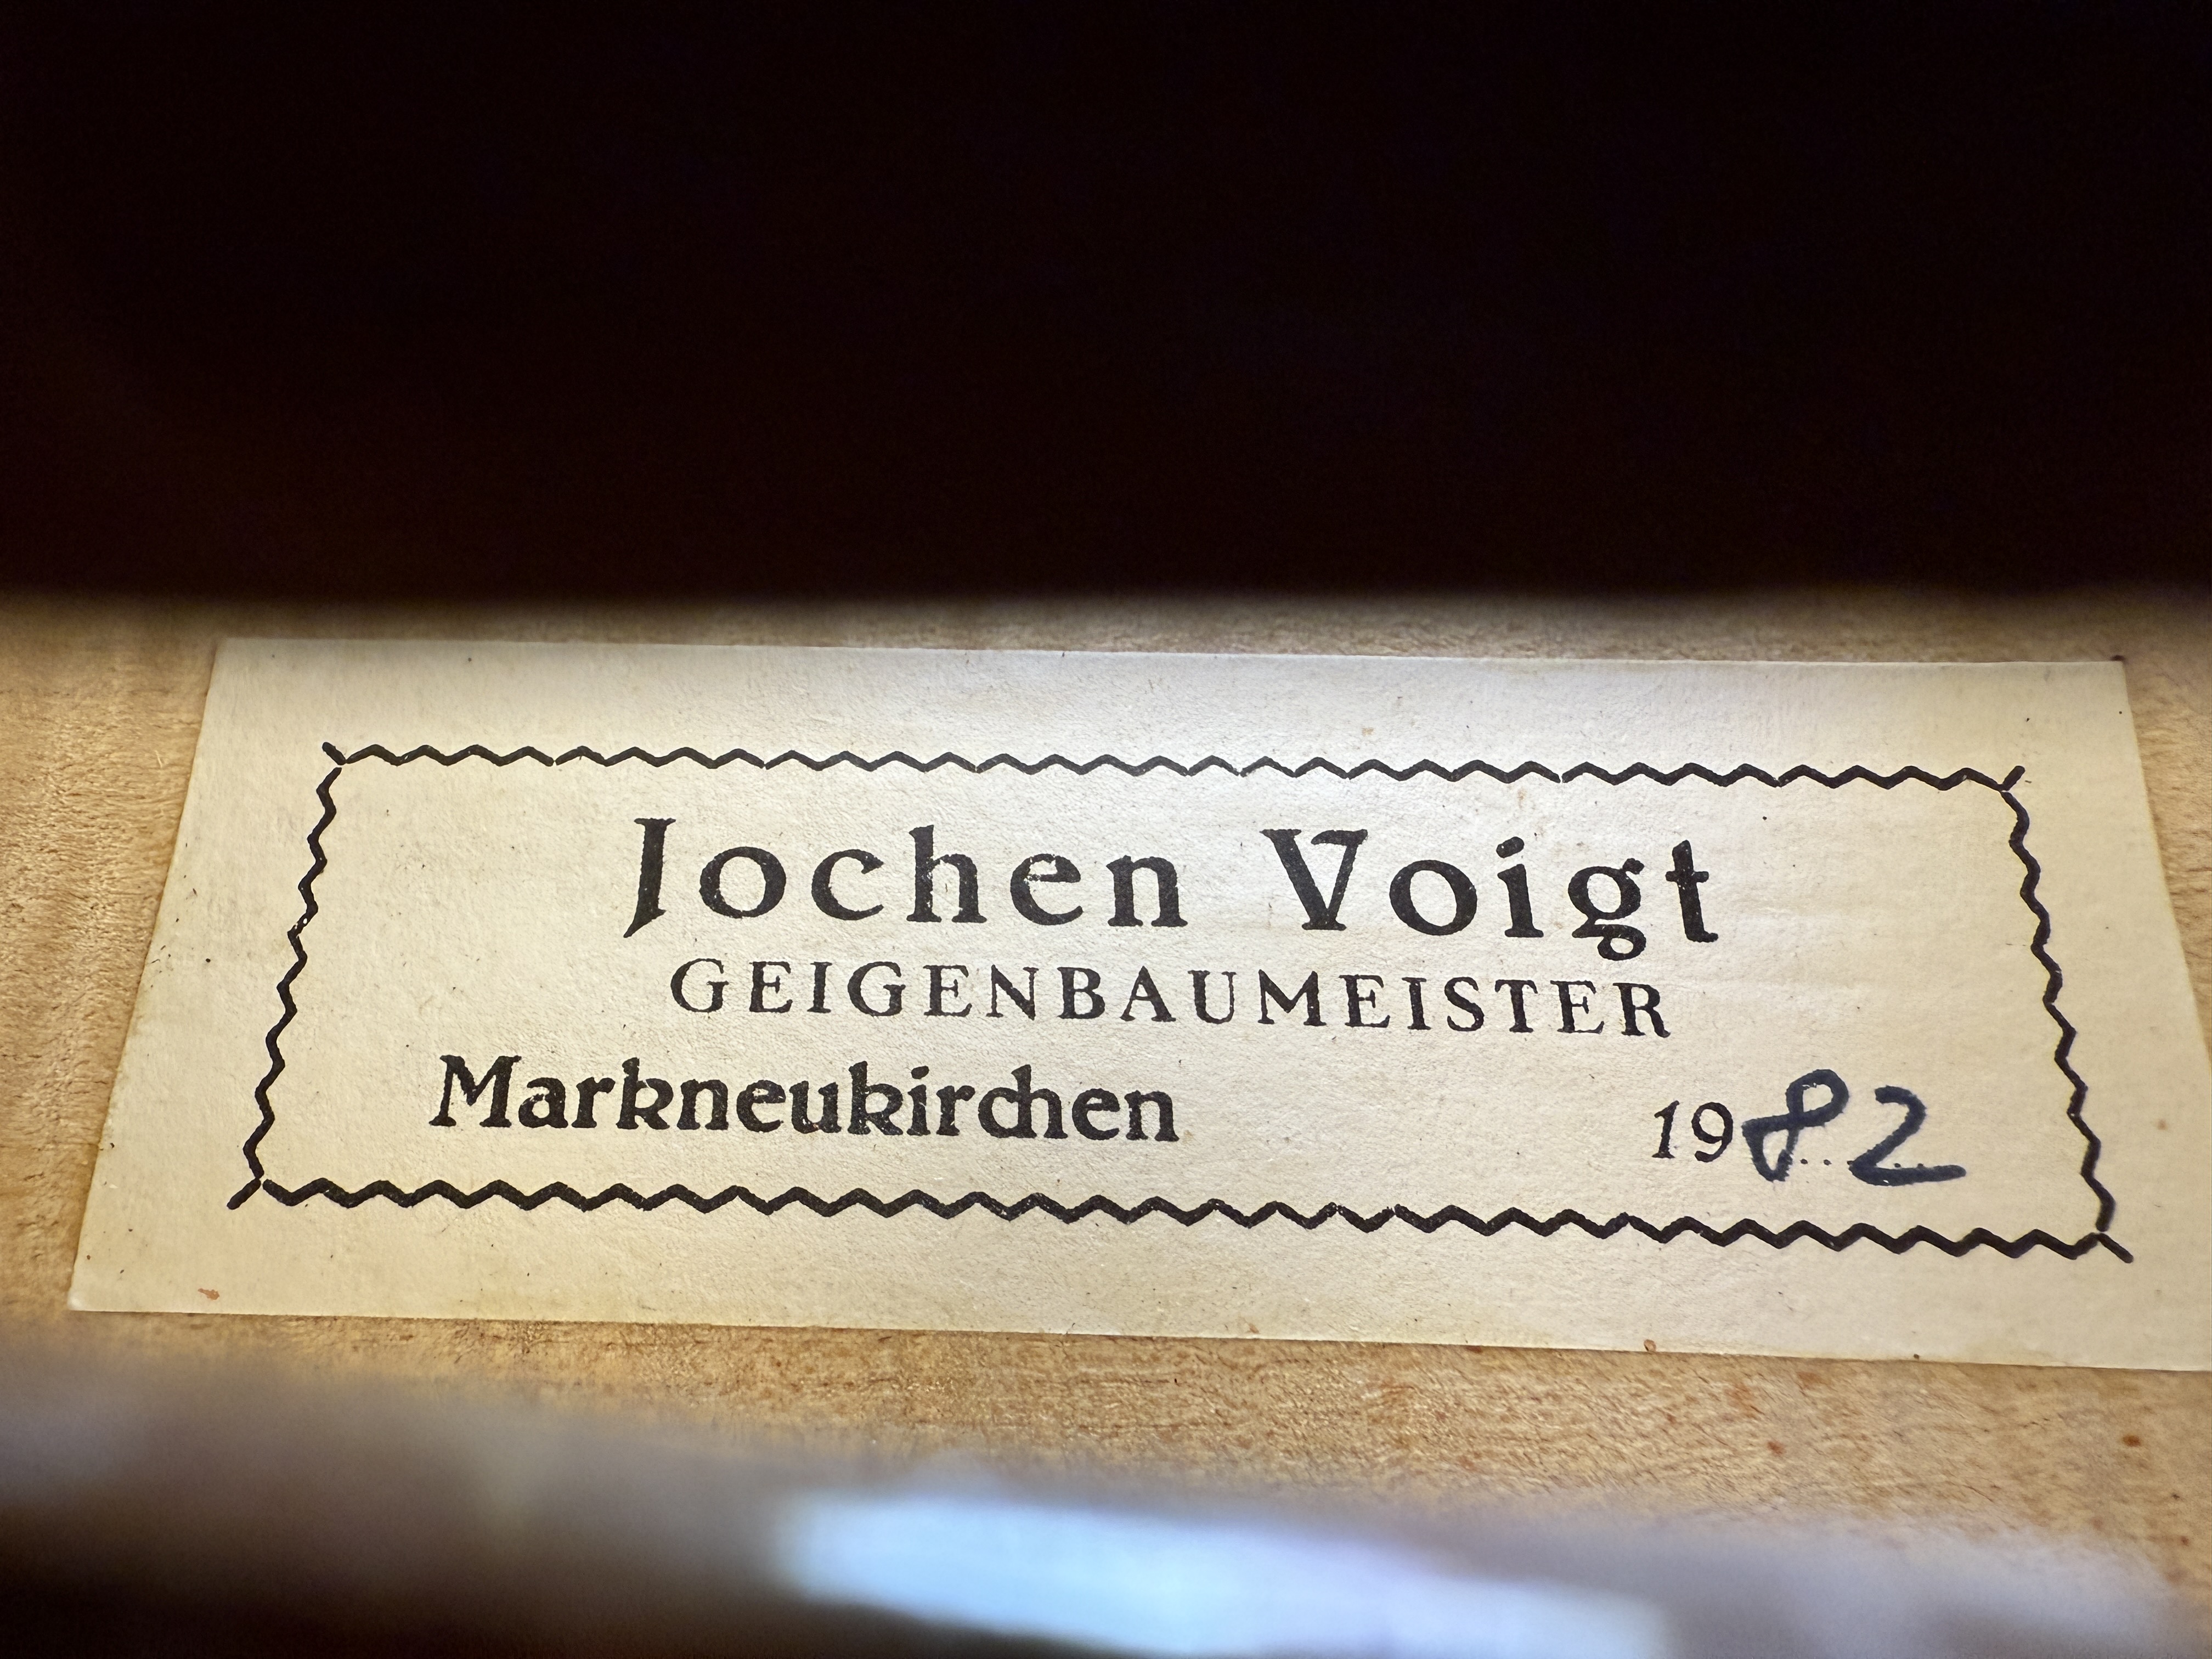 Jochen Voigt
GEIGENBAUMEISTER
Markneukirchen 1982